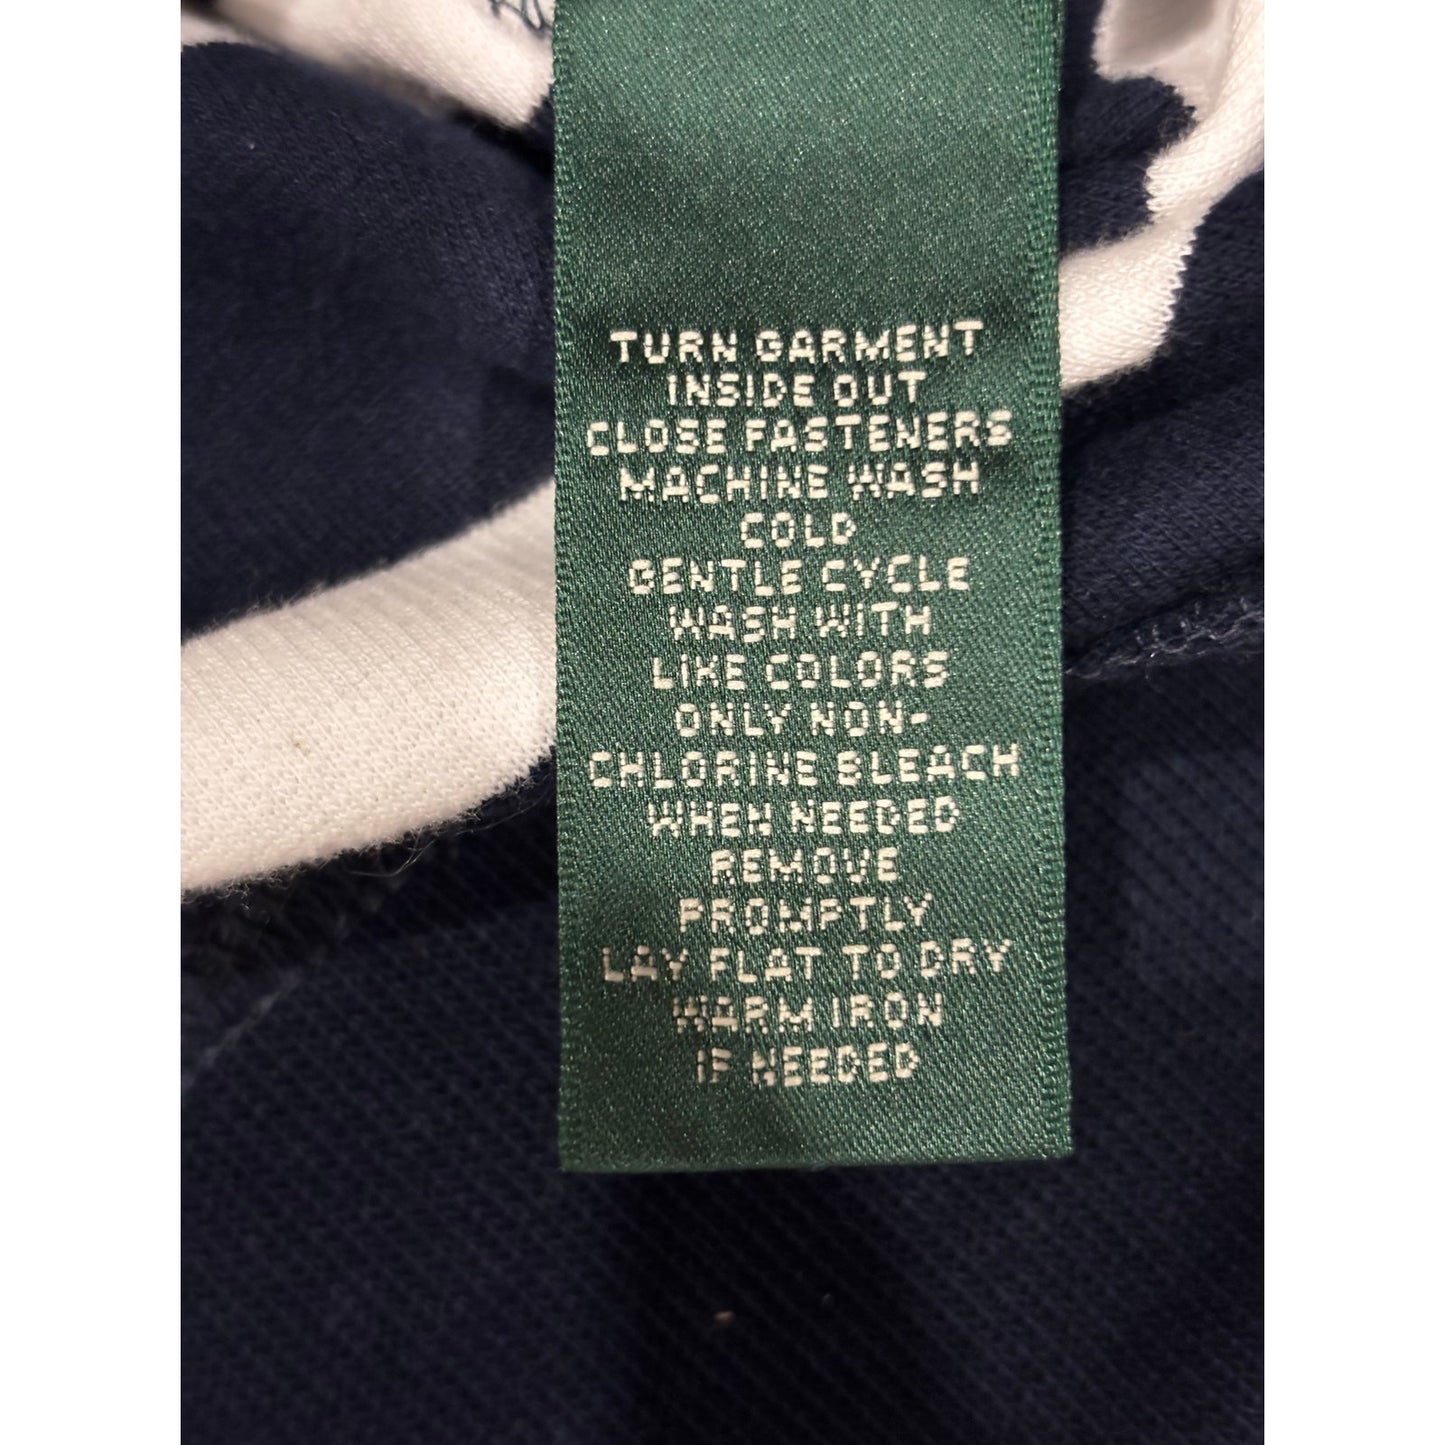 TURN GARMENT
INSIDE OUT
CLOSE FASTENERS
MACHINE WASH
COLD
GENTLE CYCLE
WASH WITH
LIKE COLORS
ONLY NON-
CHLORINE BLEACH
WHEN NEEDED
REMOVE
PROMPTLY
LAY FLAT TO DRY
WARM IRON
IF NEEDED